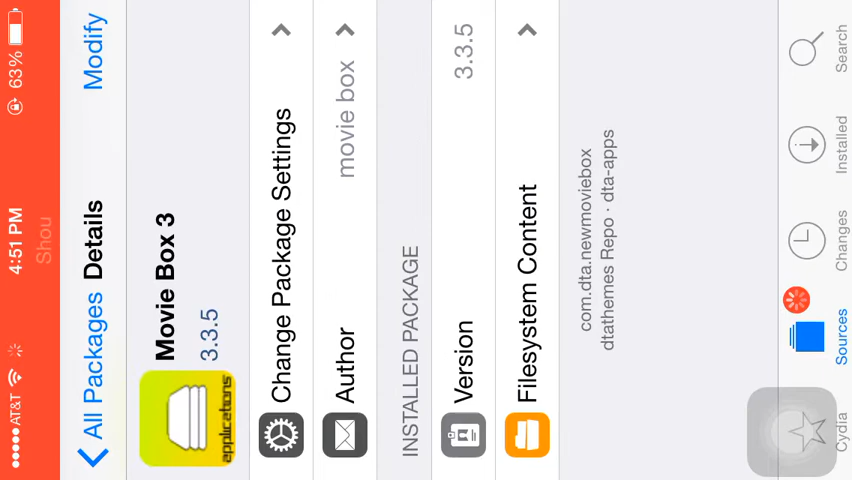 AT&T 4:51 PM 63%
Shou
All Packages Details Modify
Movie Box 3
3.3.5
applications
Change Package Settings
Author movie box
INSTALLED PACKAGE
Version 3.3.5
Filesystem Content
com.dta.newmoviebox
dtathemes Repo · dta-apps
Cydia Sources Changes Installed Search